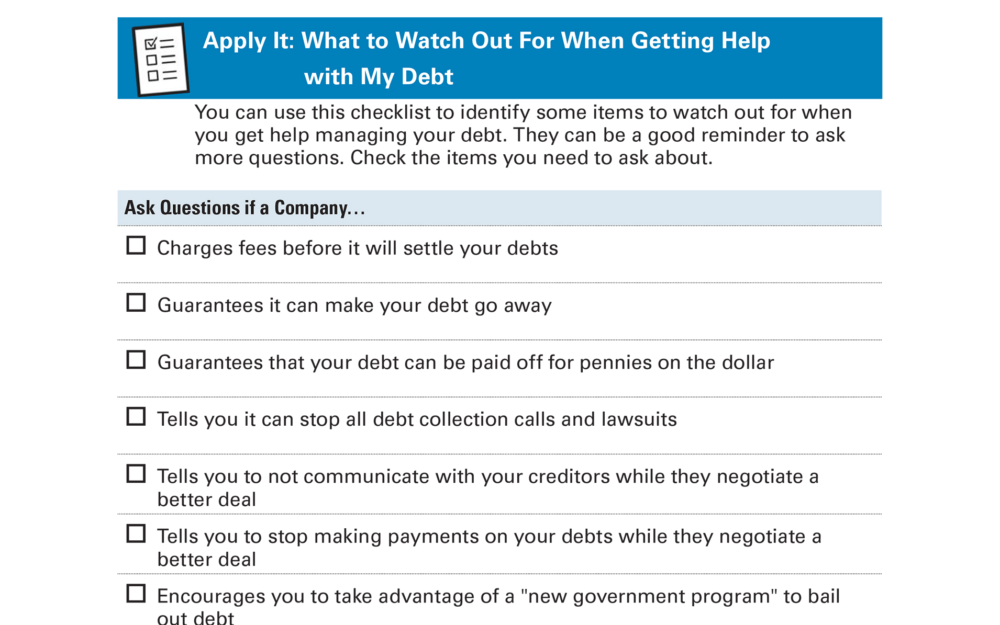 Apply It: What to Watch Out For When Getting Help
with My Debt
You can use this checklist to identify some items to watch out for when
you get help managing your debt. They can be a good reminder to ask
more questions. Check the items you need to ask about.
Ask Questions if a Company…
Charges fees before it will settle your debts
Guarantees it can make your debt go away
Guarantees that your debt can be paid off for pennies on the dollar
Tells you it can stop all debt collection calls and lawsuits
Tells you to not communicate with your creditors while they negotiate a
better deal
Tells you to stop making payments on your debts while they negotiate a
better deal
Encourages you to take advantage of a "new government program" to bail
out debt